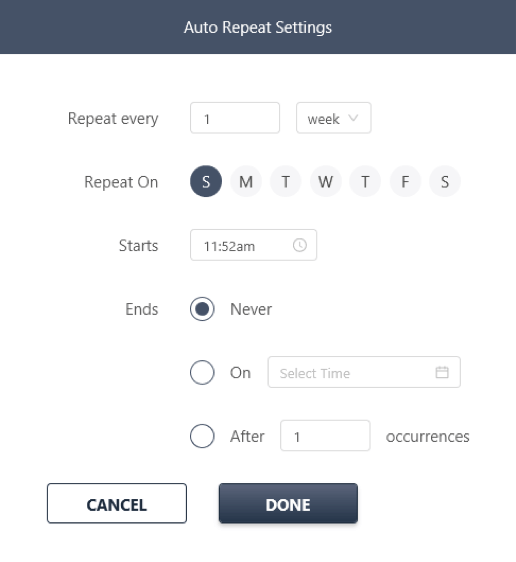 Auto Repeat Settings
Repeat every 1 week
Repeat On S M T W T F S
Starts 11:52am
Ends Never
On Select Time
After 1 occurrences
CANCEL DONE